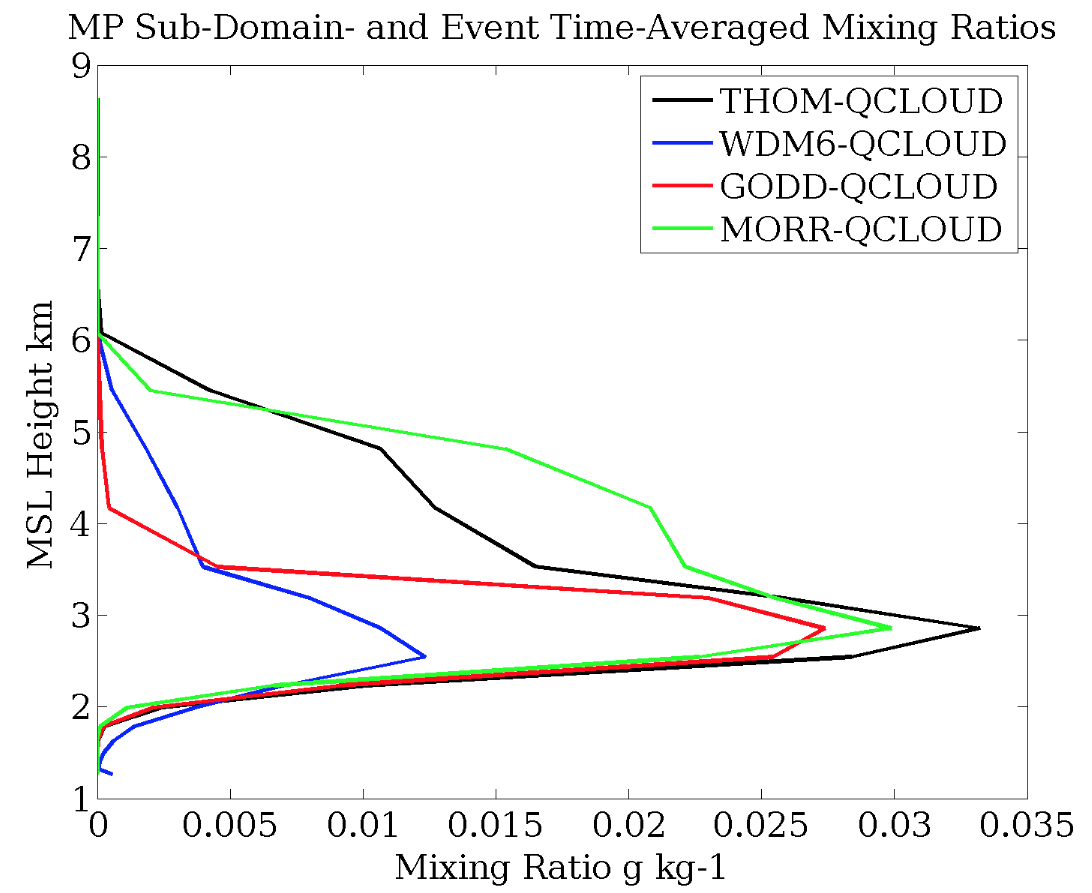 MP Sub-Domain- and Event Time-Averaged Mixing Ratios
THOM-QCLOUD
WDM6-QCLOUD
GODD-QCLOUD
MORR-QCLOUD
MSL Height km
9
8
7
6
5
4
3
2
1
0 0.005 0.01 0.015 0.02 0.025 0.03 0.035
Mixing Ratio g kg-1